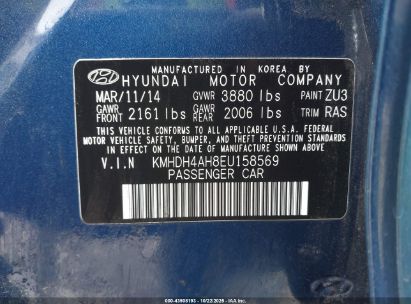 MANUFACTURED IN KOREA BY
HYUNDAI MOTOR COMPANY
MAR/11/14 GVWR 3880 lbs PAINT ZU3
GAWR FRONT 2161 lbs GAWR REAR 2006 lbs TRIM RAS
THIS VEHICLE CONFORMS TO ALL APPLICABLE U.S.A. FEDERAL
MOTOR VEHICLE SAFETY, BUMPER, AND THEFT PREVENTION
STANDARDS IN EFFECT ON THE DATE OF MANUFACTURE SHOWN ABOVE.
V.I.N KMHDH4AH8EU158569
PASSENGER CAR